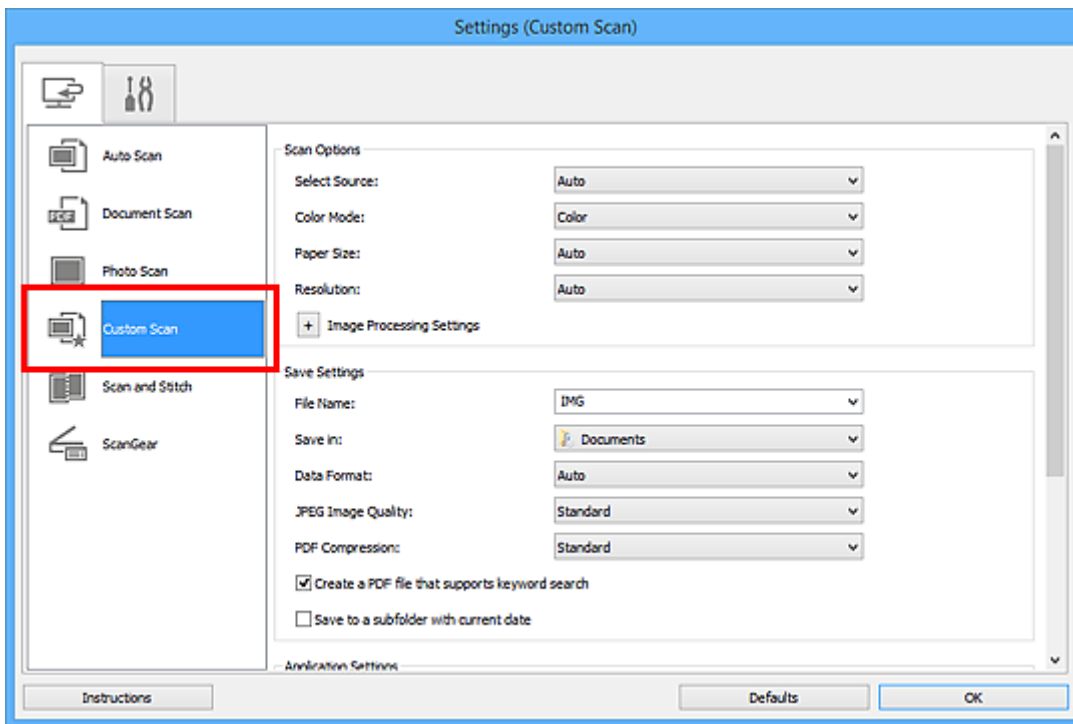 Settings (Custom Scan)
Auto Scan
PDF
Document Scan
Photo Scan
Custom Scan
Scan and Stitch
ScanGear
Scan Options
Select Source: Auto
Color Mode: Color
Paper Size: Auto
Resolution: Auto
+ Image Processing Settings
Save Settings
File Name: IMG
Save in: Documents
Data Format: Auto
JPEG Image Quality: Standard
PDF Compression: Standard
Create a PDF file that supports keyword search
Save to a subfolder with current date
Application Settings
Instructions Defaults OK